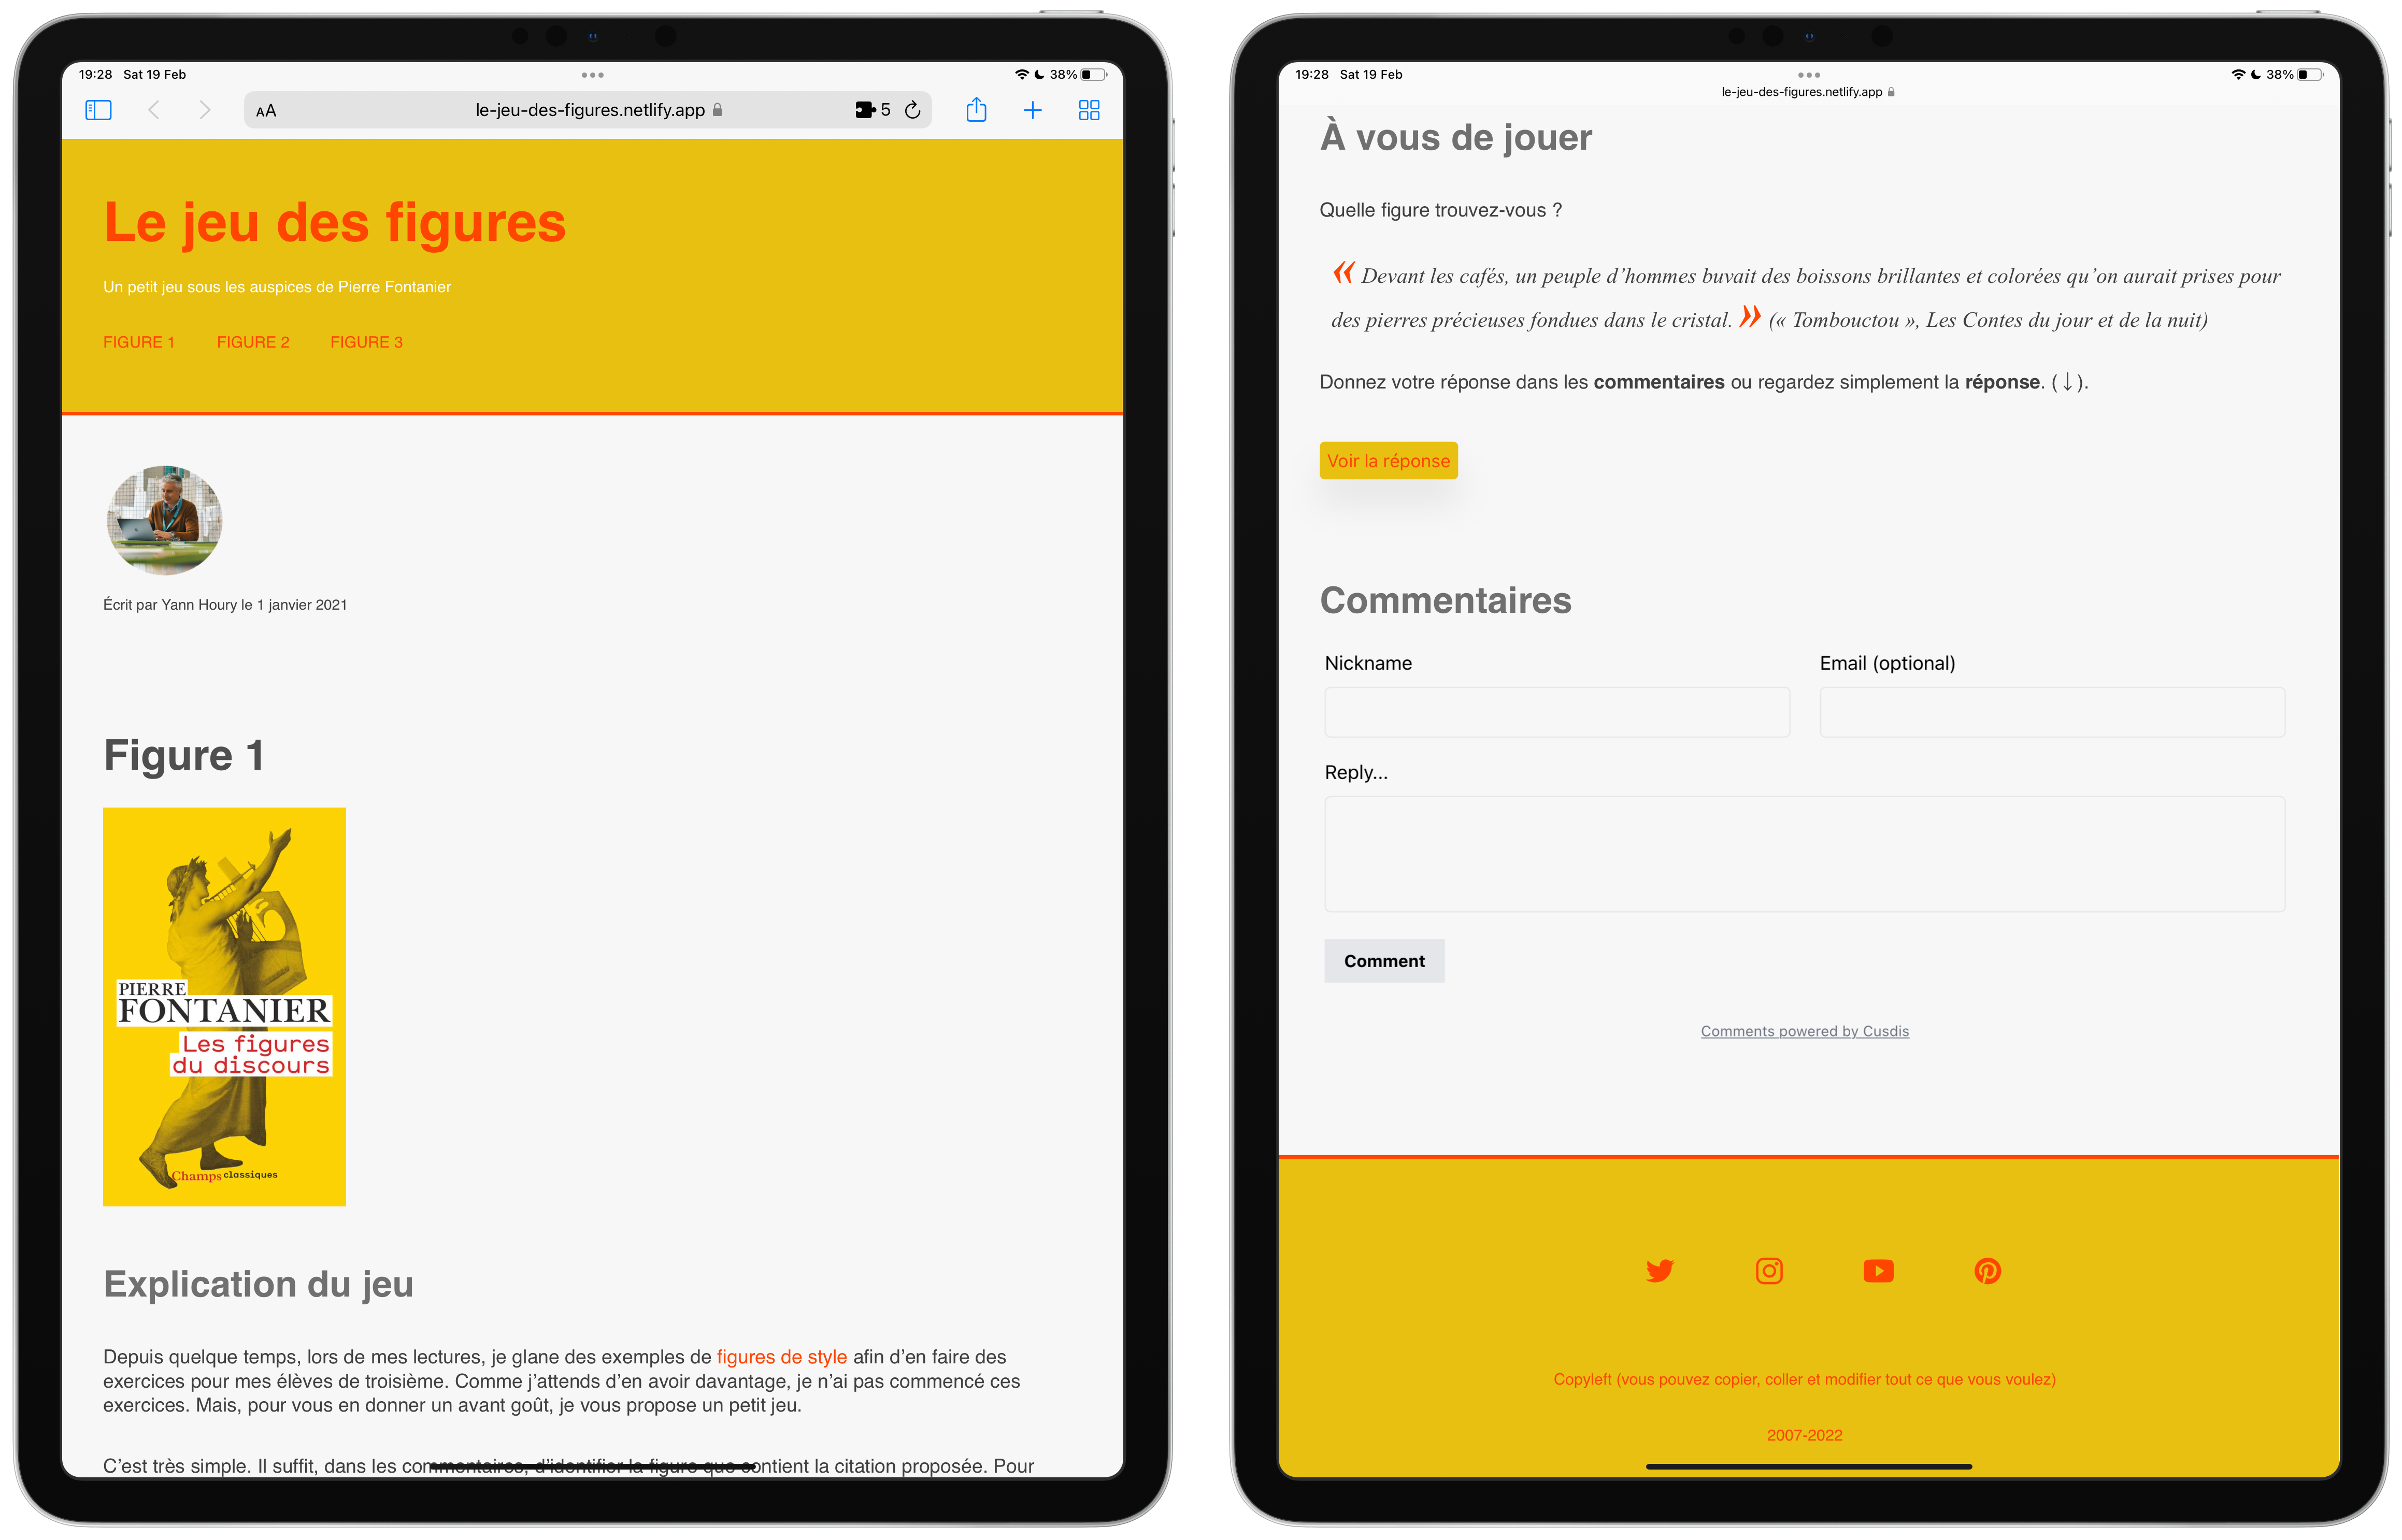 19:28 Sat 19 Feb
38%
AA
le-jeu-des-figures.netlify.app
5
Le jeu des figures
Un petit jeu sous les auspices de Pierre Fontanier
FIGURE 1 FIGURE 2 FIGURE 3
Écrit par Yann Houry le 1 janvier 2021
Figure 1
PIERRE
FONTANIER
Les figures
du discours
Champs classiques
Explication du jeu
Depuis quelque temps, lors de mes lectures, je glane des exemples de figures de style afin d’en faire des
exercices pour mes élèves de troisième. Comme j’attends d’en avoir davantage, je n’ai pas commencé ces
exercices. Mais, pour vous en donner un avant goût, je vous propose un petit jeu.
C’est très simple. Il suffit, dans les commentaires, d’identifier la figure que contient la citation proposée. Pour
19:28 Sat 19 Feb
38%
le-jeu-des-figures.netlify.app
À vous de jouer
Quelle figure trouvez-vous ?
« Devant les cafés, un peuple d’hommes buvait des boissons brillantes et colorées qu’on aurait prises pour
des pierres précieuses fondues dans le cristal. » (« Tombouctou », Les Contes du jour et de la nuit)
Donnez votre réponse dans les commentaires ou regardez simplement la réponse. (↓).
Voir la réponse
Commentaires
Nickname
Email (optional)
Reply...
Comment
Comments powered by Cusdis
Copyleft (vous pouvez copier, coller et modifier tout ce que vous voulez)
2007-2022